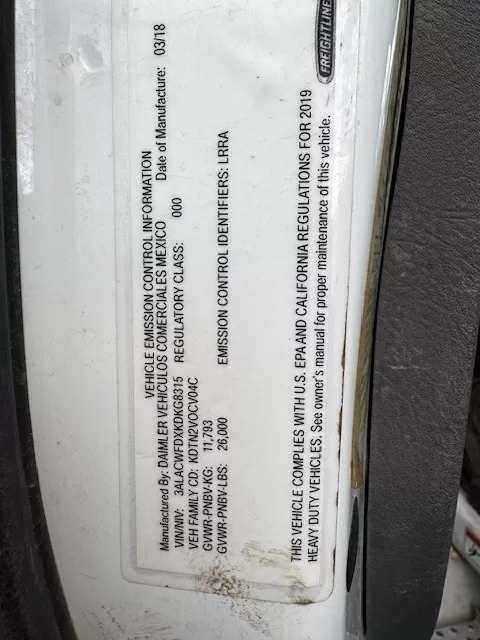 FREIGHTLINE
VEHICLE EMISSION CONTROL INFORMATION
Manufactured By: DAIMLER VEHICULOS COMERCIALES MEXICO Date of Manufacture: 03/18
VIN/NIV: 3ALACWFDXKDKG8315 REGULATORY CLASS: 000
VEH FAMILY CD: KDTN2VOCV04C
GVWR-PNBV-KG: 11,793
GVWR-PNBV-LBS: 26,000 EMISSION CONTROL IDENTIFIERS: LRRA
THIS VEHICLE COMPLIES WITH U.S. EPA AND CALIFORNIA REGULATIONS FOR 2019
HEAVY DUTY VEHICLES. See owner's manual for proper maintenance of this vehicle.